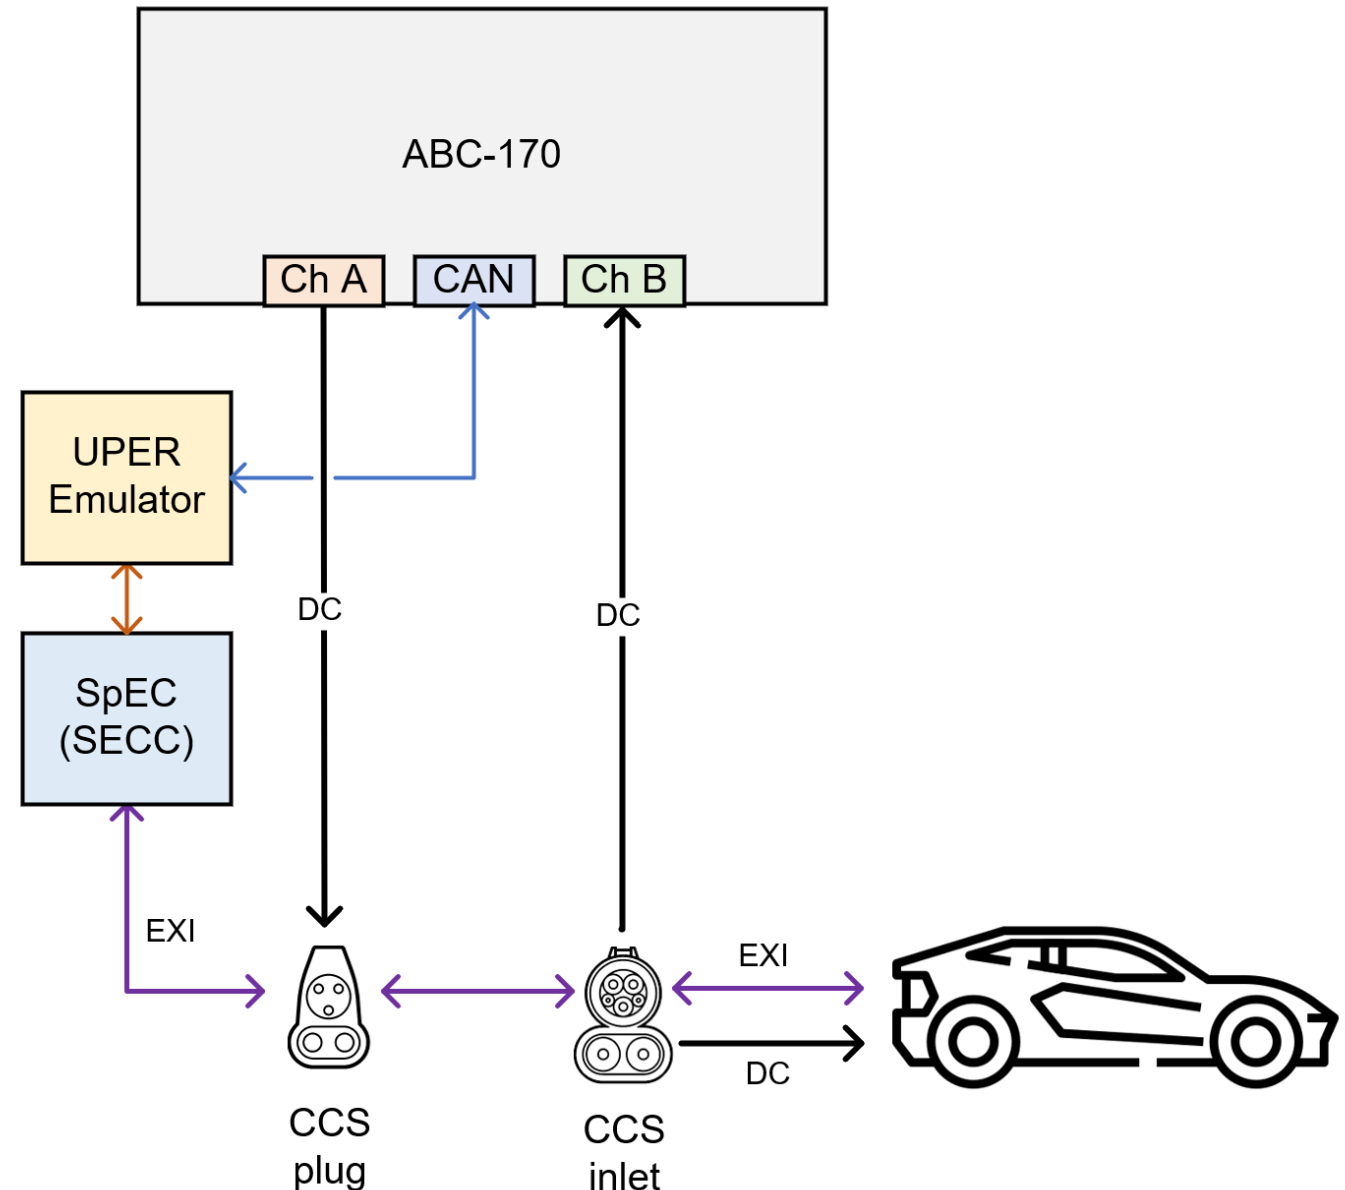 ABC-170
Ch A
CAN
Ch B
UPER
Emulator
DC
DC
SpEC
(SECC)
EXI
EXI
DC
CCS
plug
CCS
inlet